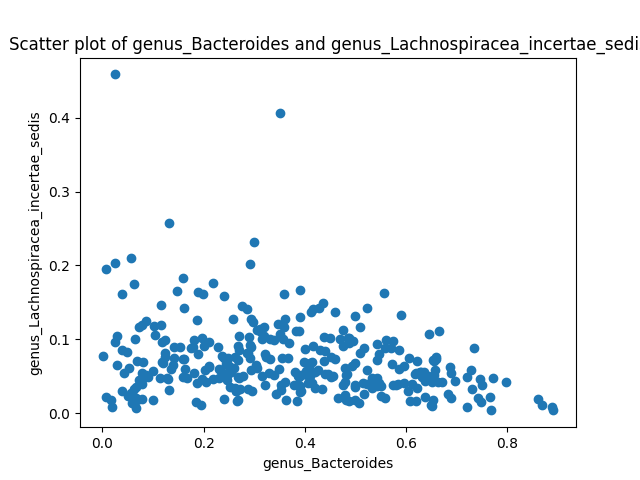 Scatter plot of genus_Bacteroides and genus_Lachnospiracea_incertae_sedi
genus_Lachnospiracea_incertae_sedis
0.4
0.3
0.2
0.1
0.0
0.0 0.2 0.4 0.6 0.8
genus_Bacteroides